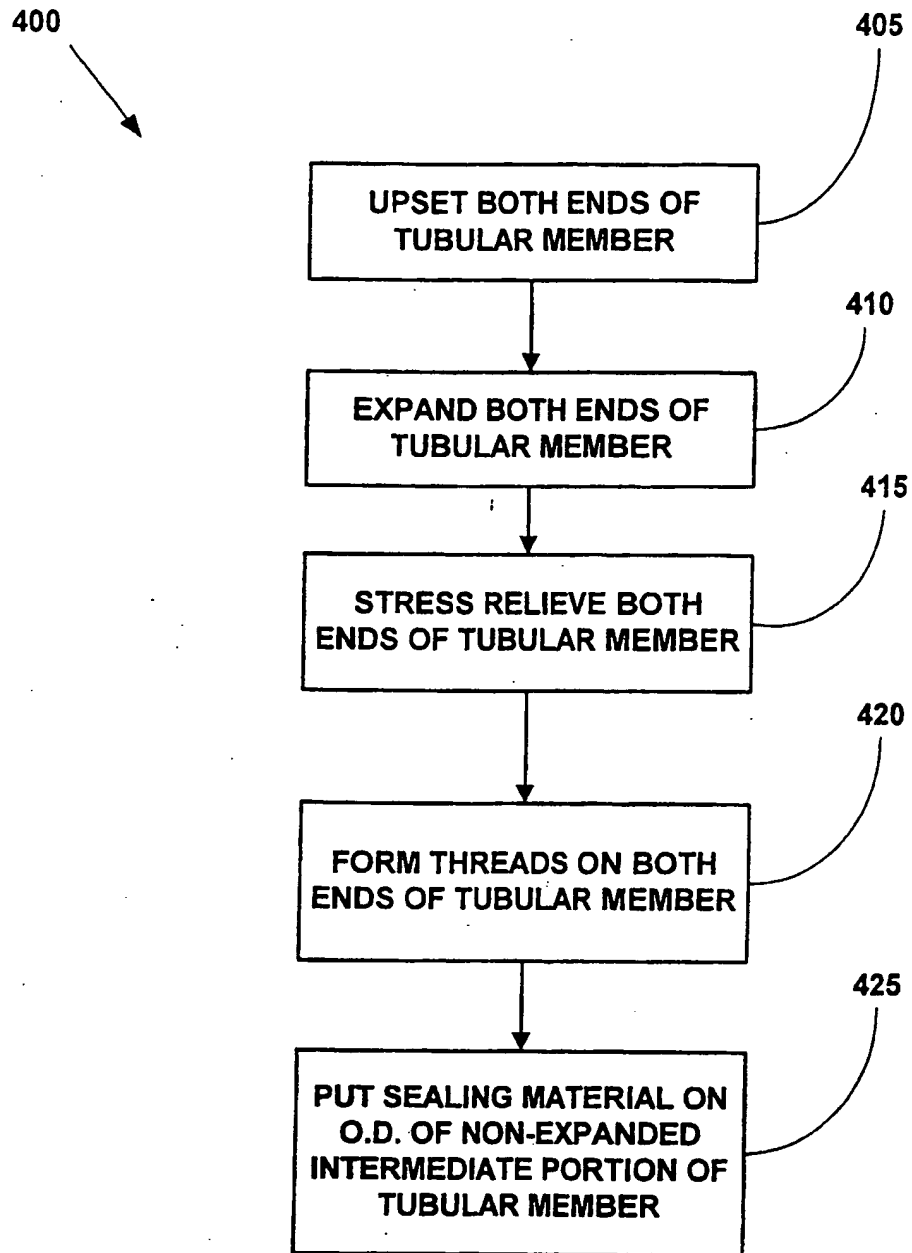 400
405
UPSET BOTH ENDS OF
TUBULAR MEMBER
410
EXPAND BOTH ENDS OF
TUBULAR MEMBER
415
STRESS RELIEVE BOTH
ENDS OF TUBULAR MEMBER
420
FORM THREADS ON BOTH
ENDS OF TUBULAR MEMBER
425
PUT SEALING MATERIAL ON
O.D. OF NON-EXPANDED
INTERMEDIATE PORTION OF
TUBULAR MEMBER